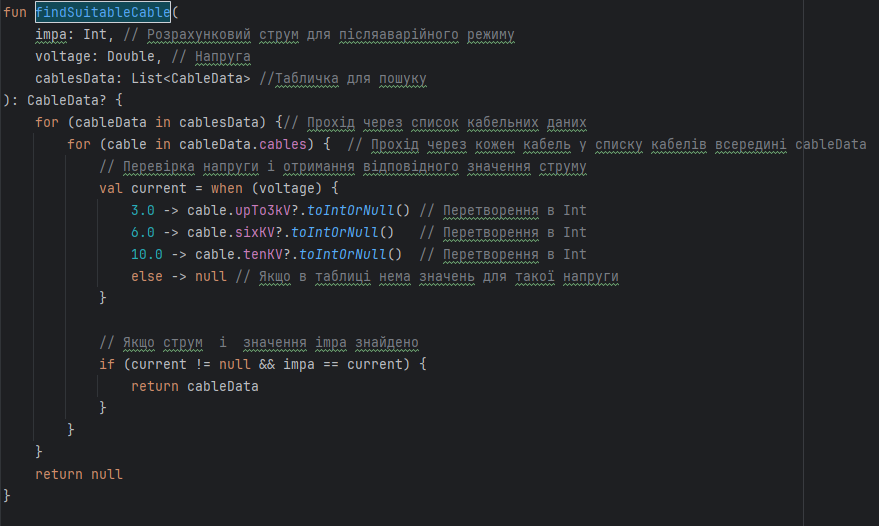 fun findSuitableCable(
    impa: Int, // Розрахунковий струм для післяаварійного режиму
    voltage: Double, // Напруга
    cablesData: List<CableData> //Табличка для пошуку
): CableData? {
    for (cableData in cablesData) {// Прохід через список кабельних даних
        for (cable in cableData.cables) {  // Прохід через кожен кабель у списку кабелів всередині cableData
            // Перевірка напруги і отримання відповідного значення струму
            val current = when (voltage) {
                3.0 -> cable.upTo3kV?.toIntOrNull() // Перетворення в Int
                6.0 -> cable.sixKV?.toIntOrNull()   // Перетворення в Int
                10.0 -> cable.tenKV?.toIntOrNull()  // Перетворення в Int
                else -> null // Якщо в таблиці нема значень для такої напруги
            }
            // Якщо струм  і  значення impa знайдено
            if (current != null && impa == current) {
                return cableData
            }
        }
    }
    return null
}